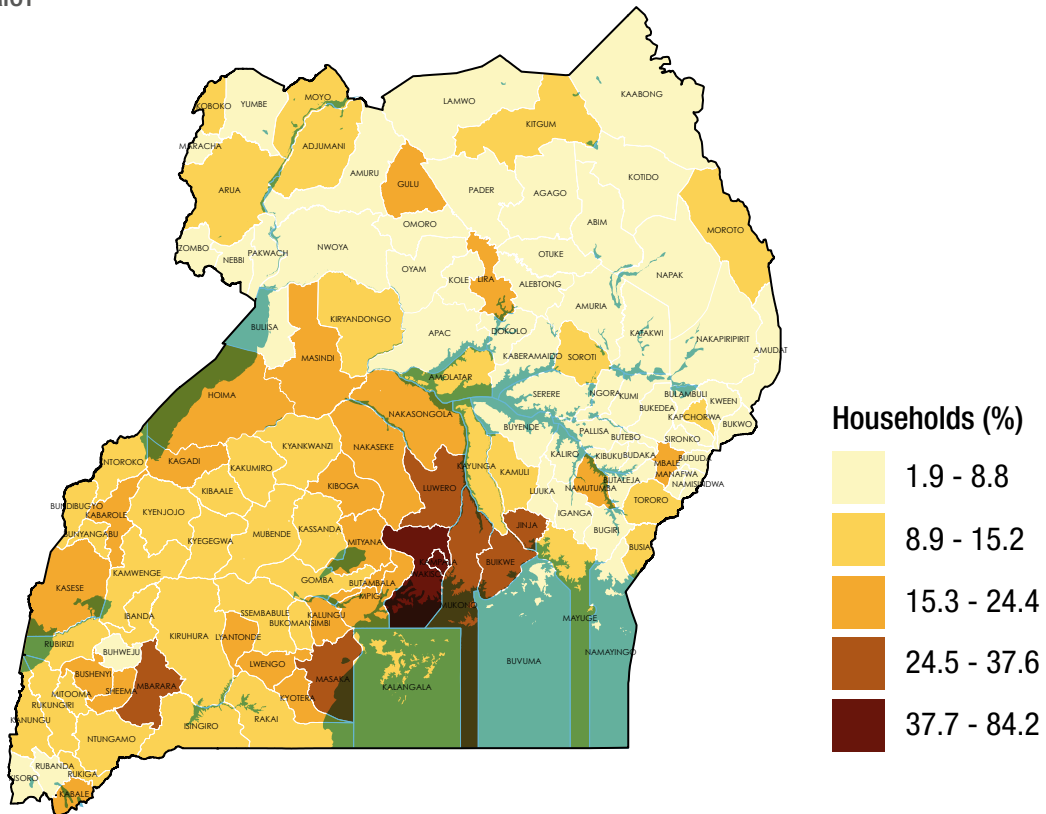 LAMWO
KAABONG
MOYO
KOBOKO
YUMBE
KITGUM
ADJUMANI
MARACHA
AMURU
KOTIDO
ARUA
GULU
PADER
AGAGO
ABIM
OMORO
MOROTO
ZOMBO
NEBBI
PAKWACH
NWOYA
OTUKE
OYAM
KOLE
LIRA
ALEBTONG
NAPAK
AMURIA
BULIISA
KIRYANDONGO
APAC
DOKOLO
KATAKWI
NAKAPIRIPIRIT
AMUDAT
MASINDI
KABERAMAIDO
SOROTI
AMOLATAR
HOIMA
SERERE
NGORA
KUMI
BULAMBULI
KWEEN
BUKEDEA
KAPCHORWA
BUKWO
NAKASONGOLA
BUYENDE
PALLISA
BUTEBO
SIRONKO
KYANKWANZI
NAKASEKE
KALIRO
KIBUKU
BUDAKA
MBALE
BUDUDA
NTOROKO
KAGADI
KAKUMIRO
KAYUNGA
KAMULI
MANAFWA
NAMISINDWA
KIBAALE
KIBOGA
LUWERO
LUUKA
NAMUTUMBA
BUTALEJA
TORORO
BUNDIBUGYO
KABAROLE
KYENJOJO
IGANGA
BUNYANGABU
KYEGEGWA
MUBENDE
KASSANDA
MITYANA
JINJA
BUGIRI
BUSIA
KAMPALA
WAKISO
BUIKWE
KAMWENGE
GOMBA
BUTAMBALA
MPIGI
KASESE
MUKONO
MAYUGE
IBANDA
SSEMBABULE
BUKOMANSIMBI
KALUNGU
RUBIRIZI
KIRUHURA
LYANTONDE
BUHWEJU
NAMAYINGO
BUVUMA
LWENGO
MASAKA
BUSHENYI
SHEEMA
MBARARA
KALANGALA
MITOOMA
RUKUNGIRI
KYOTERA
KANUNGU
RAKAI
ISINGIRO
NTUNGAMO
RUBANDA
RUKIGA
KABALE
Households (%)
1.9 - 8.8
8.9 - 15.2
15.3 - 24.4
24.5 - 37.6
37.7 - 84.2